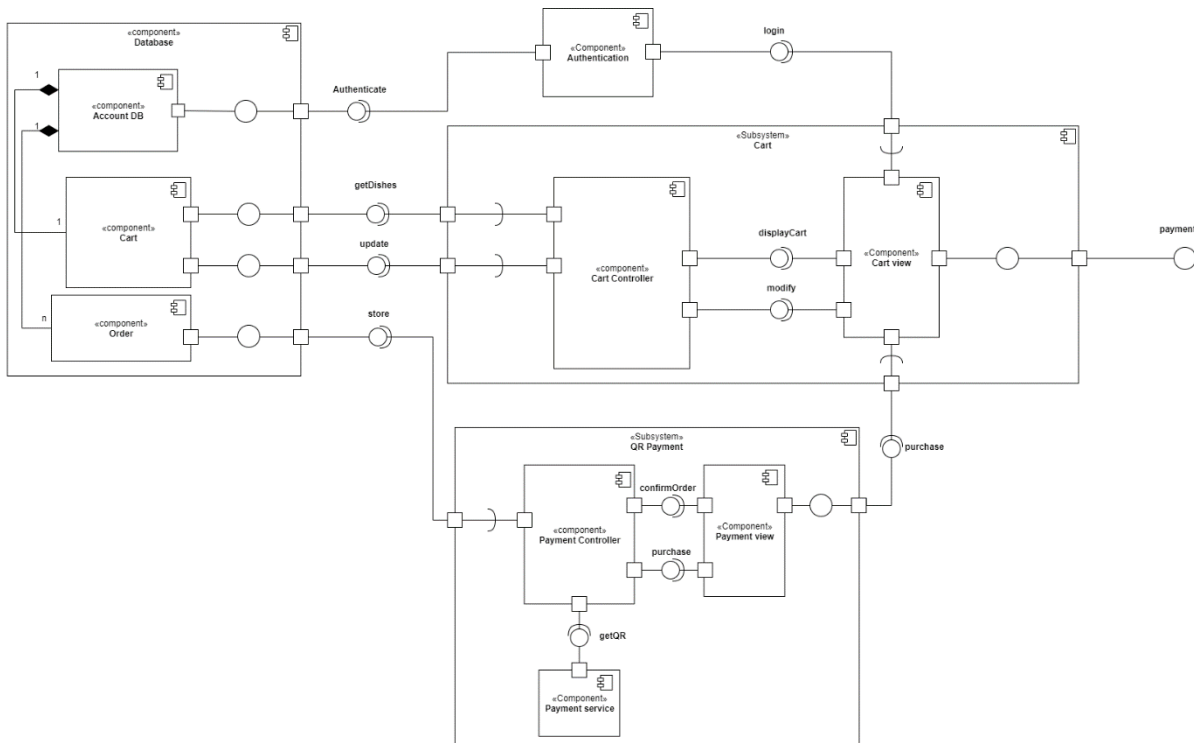 «component»
Database
1
«component»
Account DB
1
Authenticate
«Component»
Authentication
login
«Subsystem»
Cart
getDishes
1
«component»
Cart
update
«component»
Cart Controller
displayCart
modify
«Component»
Cart view
payment
n
«component»
Order
store
«Subsystem»
QR Payment
purchase
«component»
Payment Controller
confirmOrder
purchase
«Component»
Payment view
getQR
«Component»
Payment service